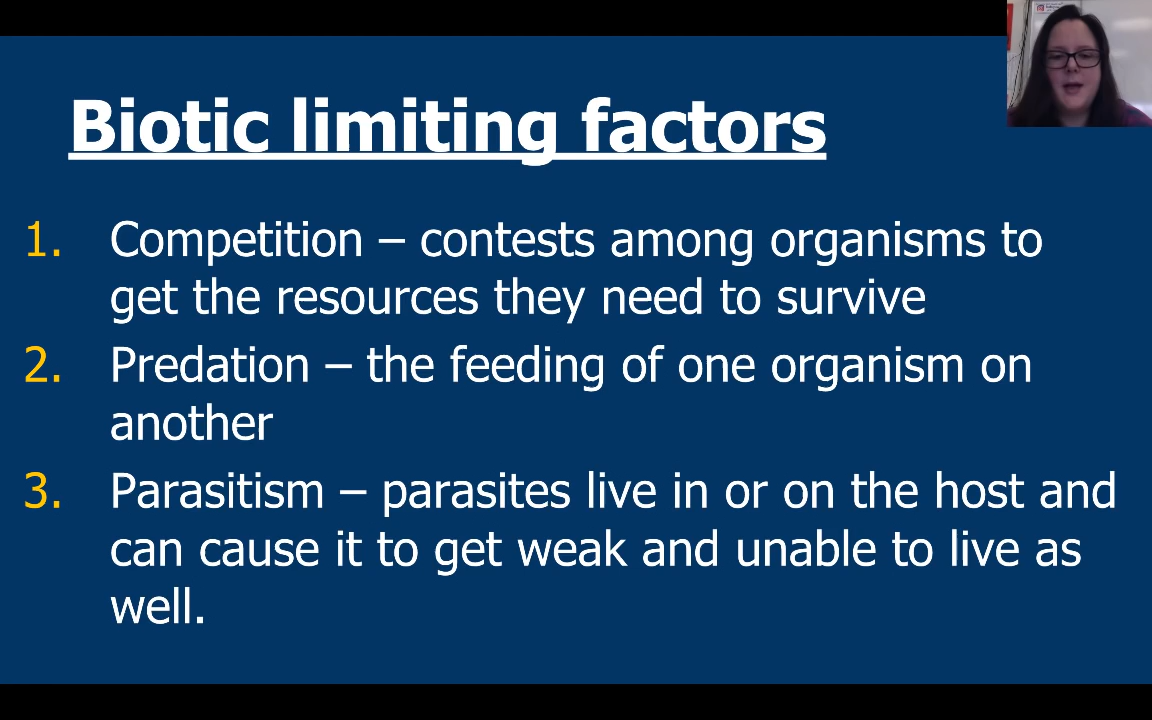 Biotic limiting factors
1. Competition – contests among organisms to
get the resources they need to survive
2. Predation – the feeding of one organism on
another
3. Parasitism – parasites live in or on the host and
can cause it to get weak and unable to live as
well.